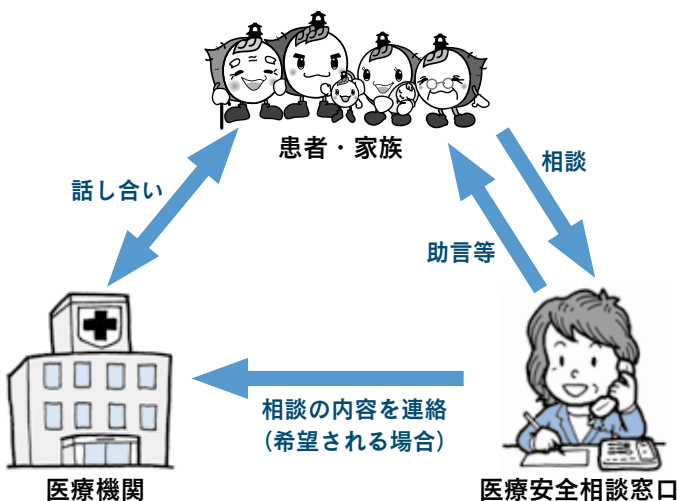 患者・家族
話し合い
相談
助言等
相談の内容を連絡
(希望される場合)
医療機関
医療安全相談窓口